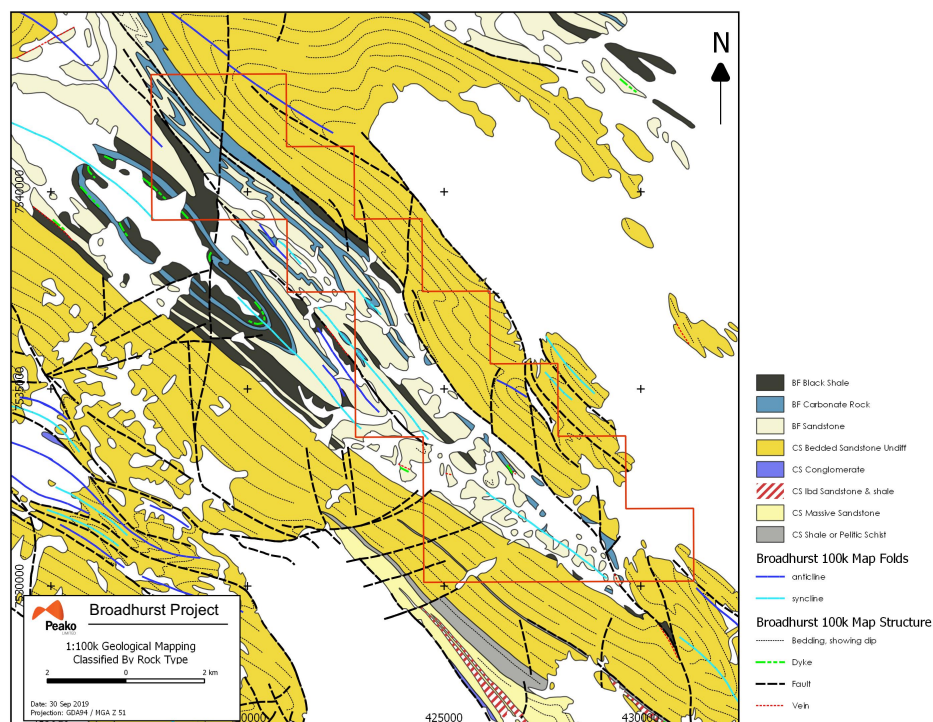 N
7540000
7535000
7530000
BF Black Shale
BF Carbonate Rock
BF Sandstone
CS Bedded Sandstone Undiff
CS Conglomerate
CS Ibd Sandstone & shale
CS Massive Sandstone
CS Shale or Pelitic Schist
Broadhurst 100k Map Folds
anticline
syncline
Broadhurst 100k Map Structure
Bedding, showing dip
Dyke
Fault
Vein
Peako
LIMITED
Broadhurst Project
1:100k Geological Mapping
Classified By Rock Type
2 0 2 km
Date: 30 Sep 2019
Projection: GDA94 / MGA Z 51
425000
430000